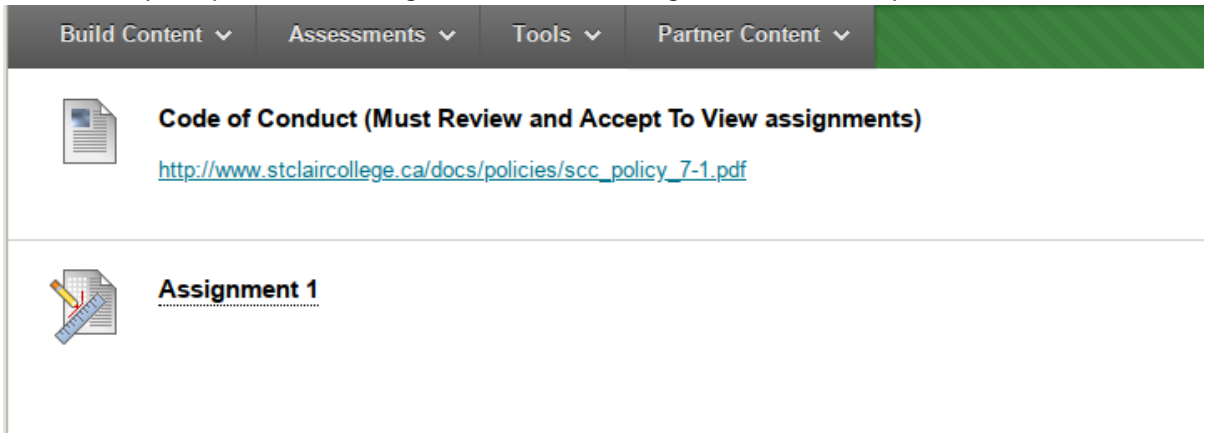 Build Content Assessments Tools Partner Content
Code of Conduct (Must Review and Accept To View assignments)
http://www.stclaircollege.ca/docs/policies/scc_policy_7-1.pdf
Assignment 1